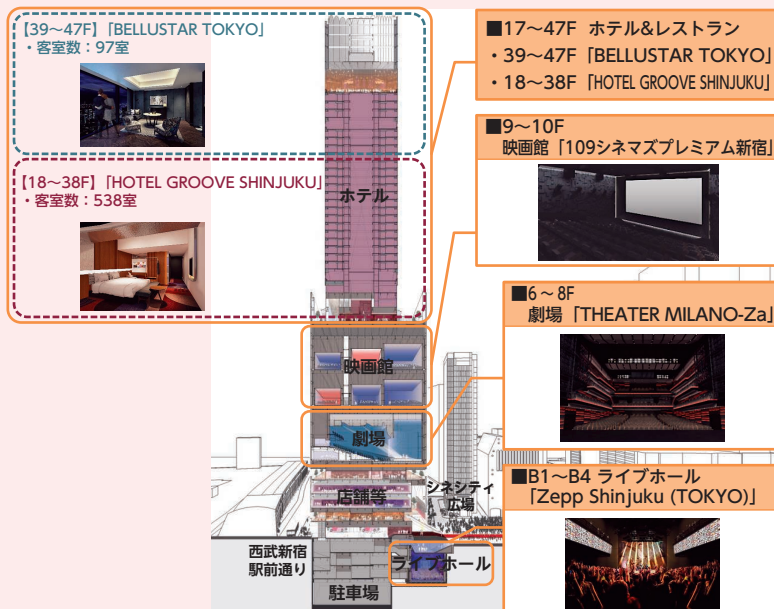 【39～47F】「BELLUSTAR TOKYO」
・客室数：97室
【18～38F】「HOTEL GROOVE SHINJUKU」
・客室数：538室
ホテル
映画館
劇場
店舗等
シネシティ
広場
西武新宿
駅前通り
ライブホール
駐車場
■17～47F ホテル&レストラン
・39～47F「BELLUSTAR TOKYO」
・18～38F「HOTEL GROOVE SHINJUKU」
■9～10F
映画館「109シネマズプレミアム新宿」
■6～8F
劇場「THEATER MILANO-Za」
■B1～B4 ライブホール
「Zepp Shinjuku (TOKYO)」